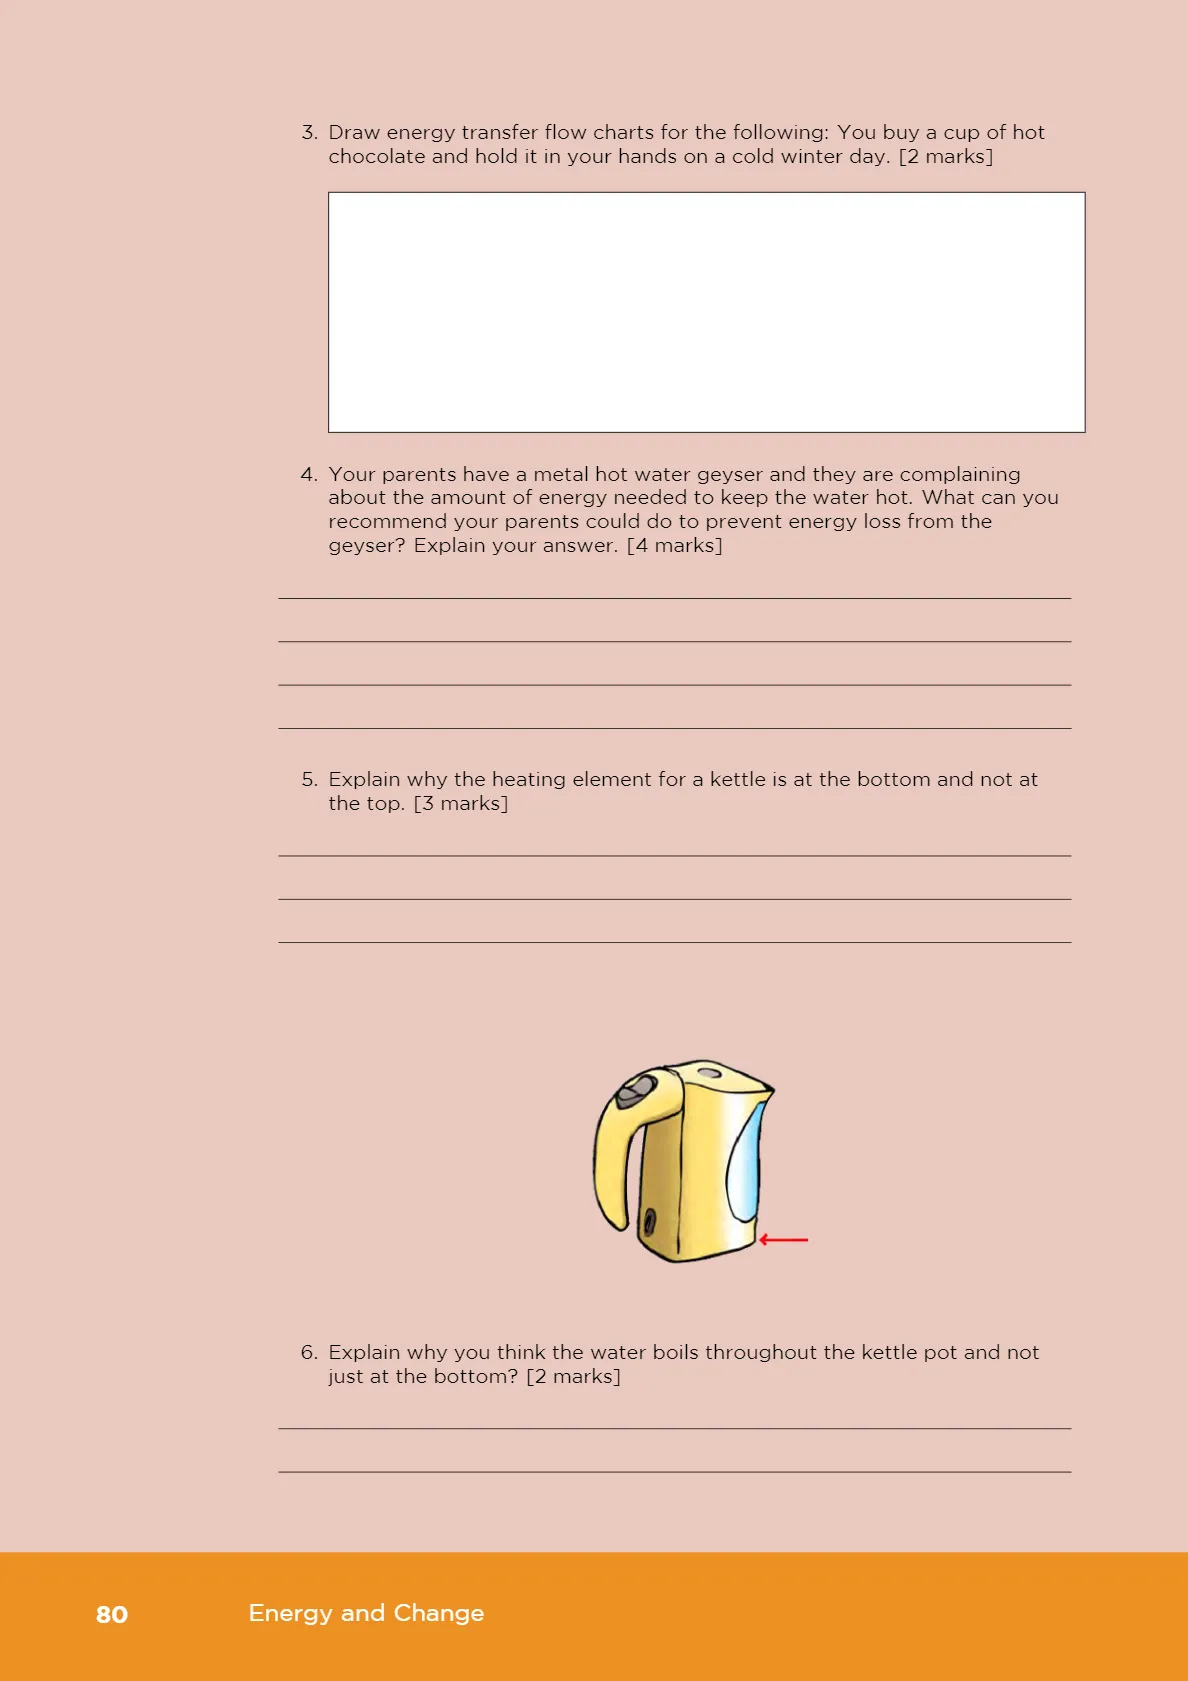 3. Draw energy transfer flow charts for the following: You buy a cup of hot
chocolate and hold it in your hands on a cold winter day. [2 marks]
4. Your parents have a metal hot water geyser and they are complaining
about the amount of energy needed to keep the water hot. What can you
recommend your parents could do to prevent energy loss from the
geyser? Explain your answer. [4 marks]
5. Explain why the heating element for a kettle is at the bottom and not at
the top. [3 marks]
6. Explain why you think the water boils throughout the kettle pot and not
just at the bottom? [2 marks]
80 Energy and Change